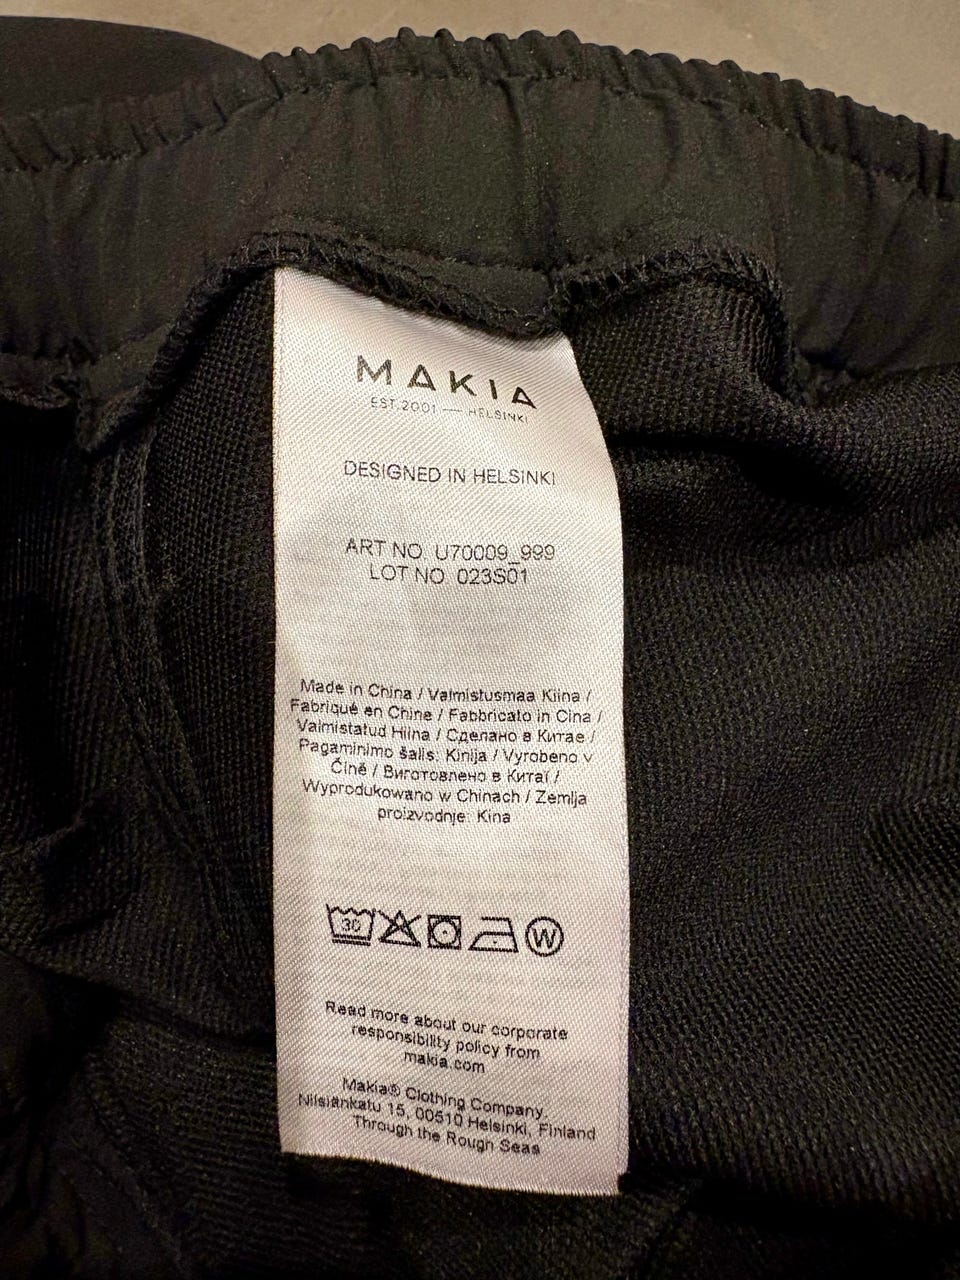 MAKIA
EST.2001 — HELSINKI
DESIGNED IN HELSINKI
ART NO. U70009_999
LOT NO. 023S01
Made in China / Valmistusmaa Kiina /
Fabriqué en Chine / Fabbricato in Cina /
Valmistatud Hiina / Сделано в Китае /
Pagaminimo šalis: Kinija / Vyrobeno v
Číně / Виготовлено в Китаї /
Wyprodukowano w Chinach / Zemlja
proizvodnje: Kina
30
W
Read more about our corporate
responsibility policy from
makia.com
Makia® Clothing Company.
Nilsiänkatu 15, 00510 Helsinki, Finland
Through the Rough Seas